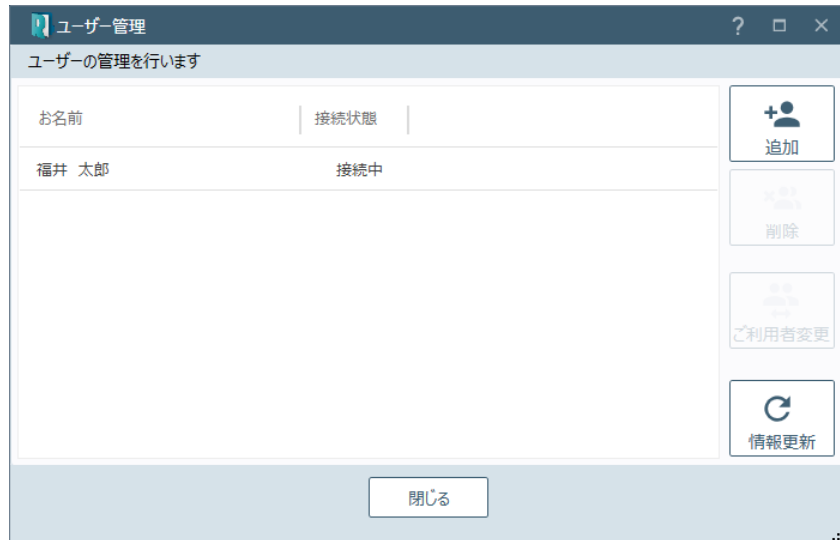 ユーザー管理
?
ユーザーの管理を行います
お名前 接続状態
福井 太郎 接続中
追加
削除
ご利用者変更
情報更新
閉じる